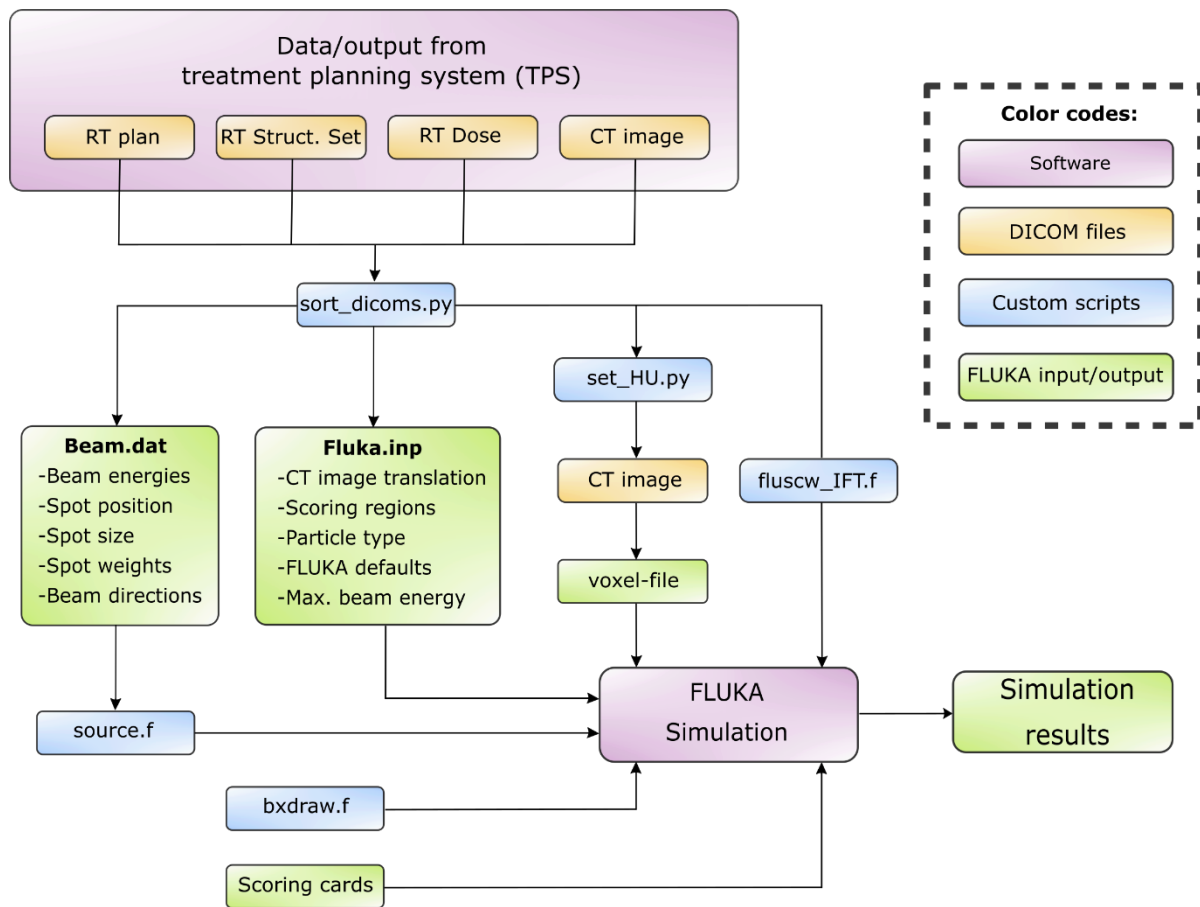 Data/output from
treatment planning system (TPS)
RT plan
RT Struct. Set
RT Dose
CT image
Color codes:
Software
DICOM files
Custom scripts
FLUKA input/output
sort_dicoms.py
set_HU.py
Beam.dat
-Beam energies
-Spot position
-Spot size
-Spot weights
-Beam directions
Fluka.inp
-CT image translation
-Scoring regions
-Particle type
-FLUKA defaults
-Max. beam energy
CT image
fluscw_IFT.f
voxel-file
source.f
FLUKA
Simulation
Simulation
results
bxdraw.f
Scoring cards